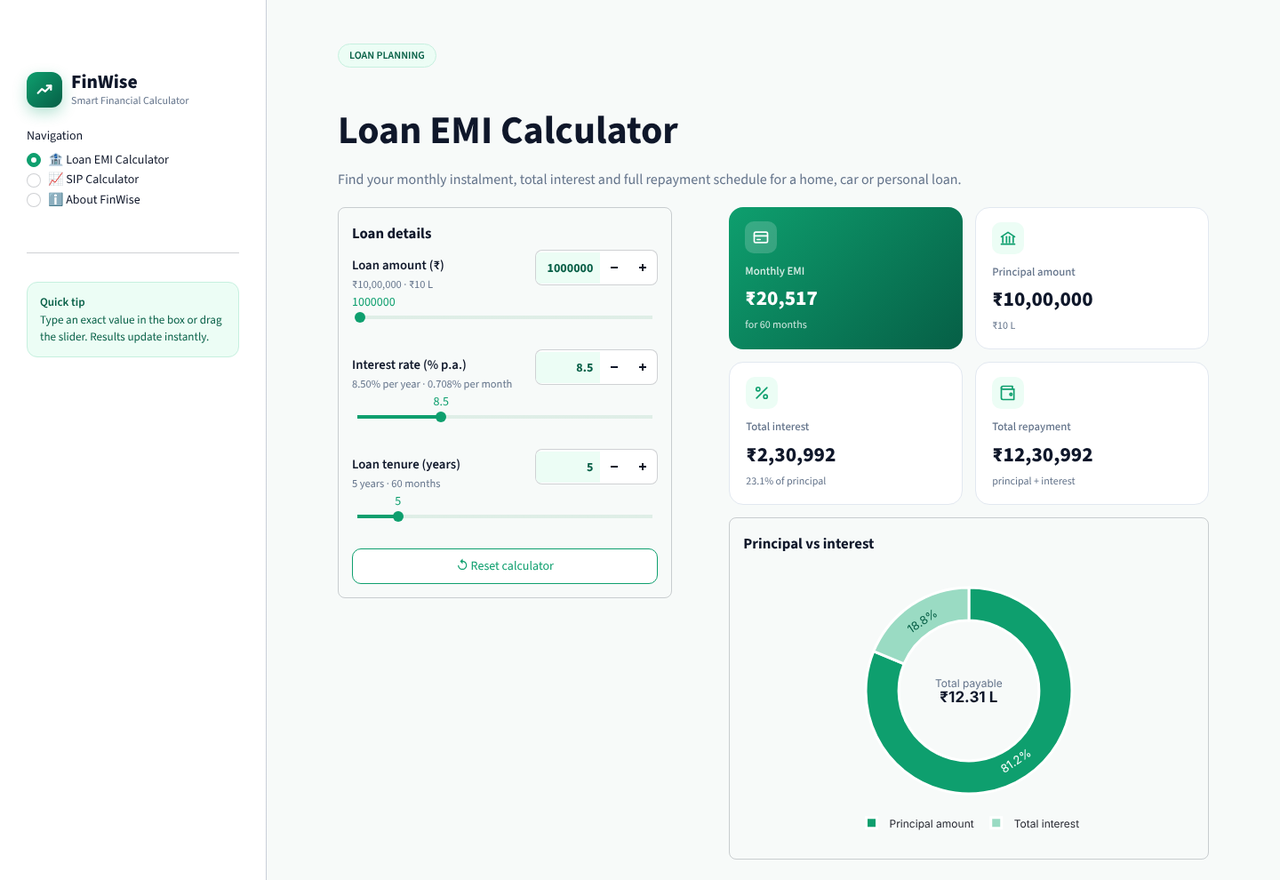 FinWise
Smart Financial Calculator
Navigation
🏦 Loan EMI Calculator
📈 SIP Calculator
ℹ️ About FinWise
Quick tip
Type an exact value in the box or drag
the slider. Results update instantly.
LOAN PLANNING
Loan EMI Calculator
Find your monthly instalment, total interest and full repayment schedule for a home, car or personal loan.
Loan details
Loan amount (₹)
₹10,00,000 · ₹10 L
1000000 − +
1000000
Interest rate (% p.a.)
8.50% per year · 0.708% per month
8.5 − +
8.5
Loan tenure (years)
5 years · 60 months
5 − +
5
Reset calculator
Monthly EMI
₹20,517
for 60 months
Principal amount
₹10,00,000
₹10 L
Total interest
₹2,30,992
23.1% of principal
Total repayment
₹12,30,992
principal + interest
Principal vs interest
18.8%
Total payable
₹12.31 L
81.2%
Principal amount
Total interest